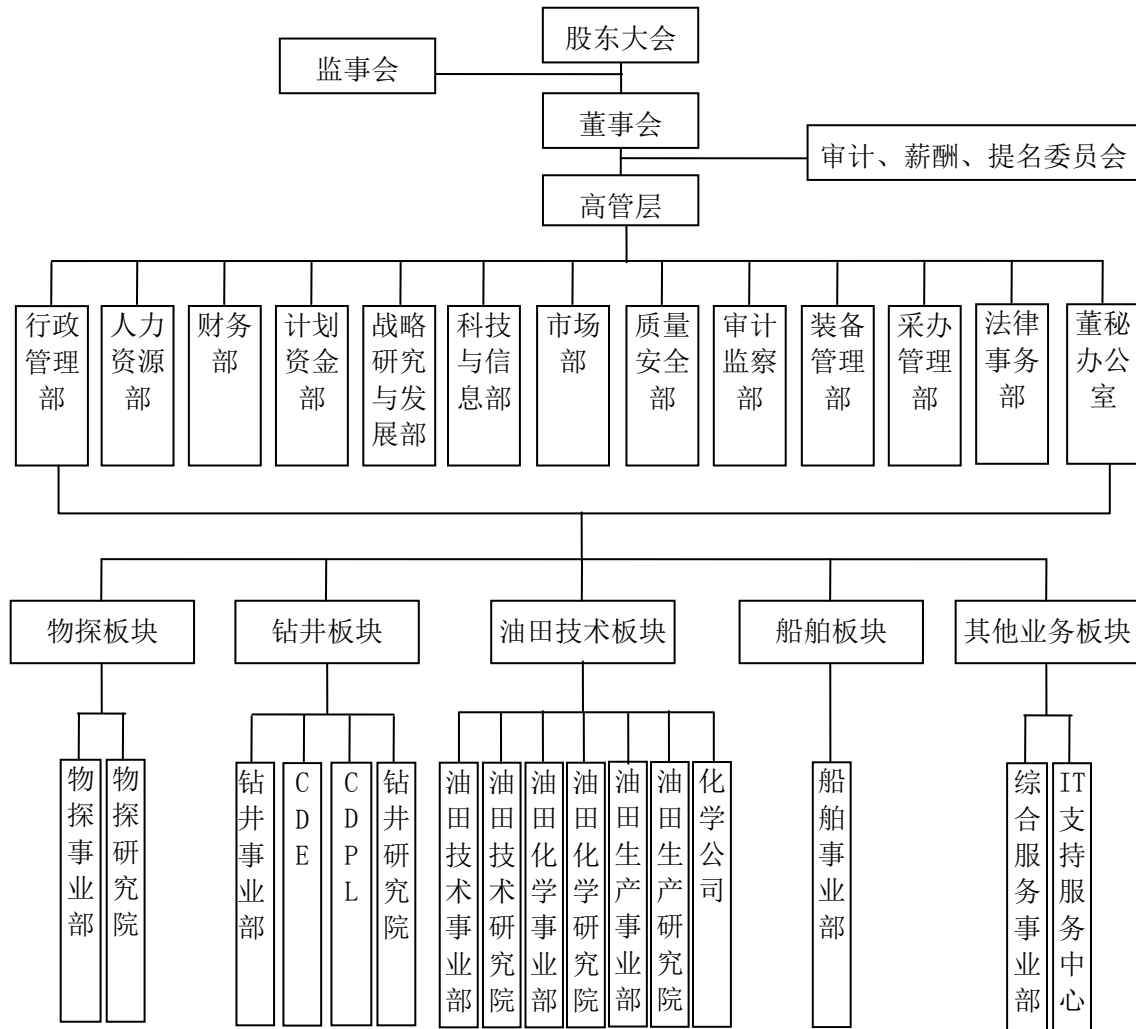 股东大会
监事会
董事会
审计、薪酬、提名委员会
高管层
行政
管理
部
人力
资源
部
财务
部
计划
资金
部
战略
研究
与发
展部
科技
与信
息部
市场
部
质量
安全
部
审计
监察
部
装备
管理
部
采办
管理
部
法律
事务
部
董秘
办公
室
物探板块
钻井板块
油田技术板块
船舶板块
其他业务板块
物探事业部
物探研究院
钻井事业部
CDE
CDPL
钻井研究院
油田技术事业部
油田技术研究院
油田化学事业部
油田化学研究院
油田生产事业部
油田生产研究院
化学公司
船舶事业部
综合服务事业部
IT支持服务中心